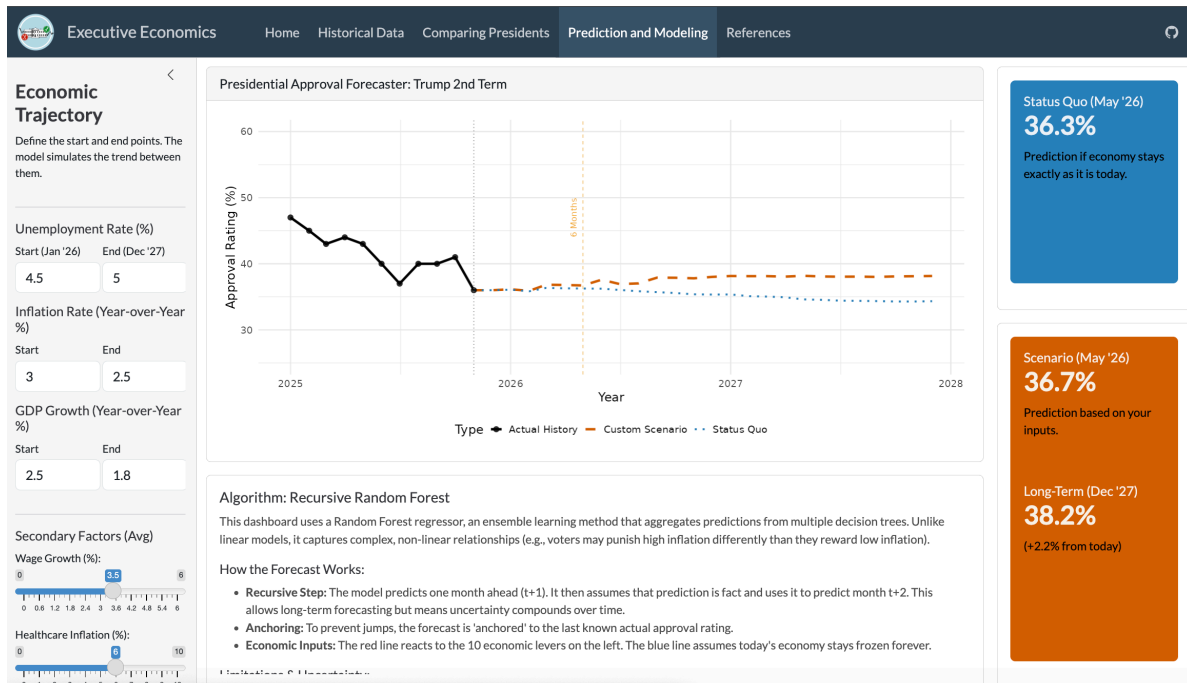 Executive Economics
Home
Historical Data
Comparing Presidents
Prediction and Modeling
References
Economic
Trajectory
Define the start and end points. The
model simulates the trend between
them.
Unemployment Rate (%)
Start (Jan '26)
End (Dec '27)
4.5
5
Inflation Rate (Year-over-Year
%)
Start
End
3
2.5
GDP Growth (Year-over-Year
%)
Start
End
2.5
1.8
Secondary Factors (Avg)
Wage Growth (%):
0
3.5
6
0 0.6 1.2 1.8 2.4 3 3.6 4.2 4.8 5.4 6
Healthcare Inflation (%):
0
6
10
Presidential Approval Forecaster: Trump 2nd Term
Approval Rating (%)
60
50
40
30
6 Months
2025
2026
2027
2028
Year
Type
Actual History
Custom Scenario
Status Quo
Algorithm: Recursive Random Forest
This dashboard uses a Random Forest regressor, an ensemble learning method that aggregates predictions from multiple decision trees. Unlike
linear models, it captures complex, non-linear relationships (e.g., voters may punish high inflation differently than they reward low inflation).
How the Forecast Works:
• Recursive Step: The model predicts one month ahead (t+1). It then assumes that prediction is fact and uses it to predict month t+2. This
allows long-term forecasting but means uncertainty compounds over time.
• Anchoring: To prevent jumps, the forecast is 'anchored' to the last known actual approval rating.
• Economic Inputs: The red line reacts to the 10 economic levers on the left. The blue line assumes today's economy stays frozen forever.
Limitations & Uncertainty:
Status Quo (May '26)
36.3%
Prediction if economy stays
exactly as it is today.
Scenario (May '26)
36.7%
Prediction based on your
inputs.
Long-Term (Dec '27)
38.2%
(+2.2% from today)